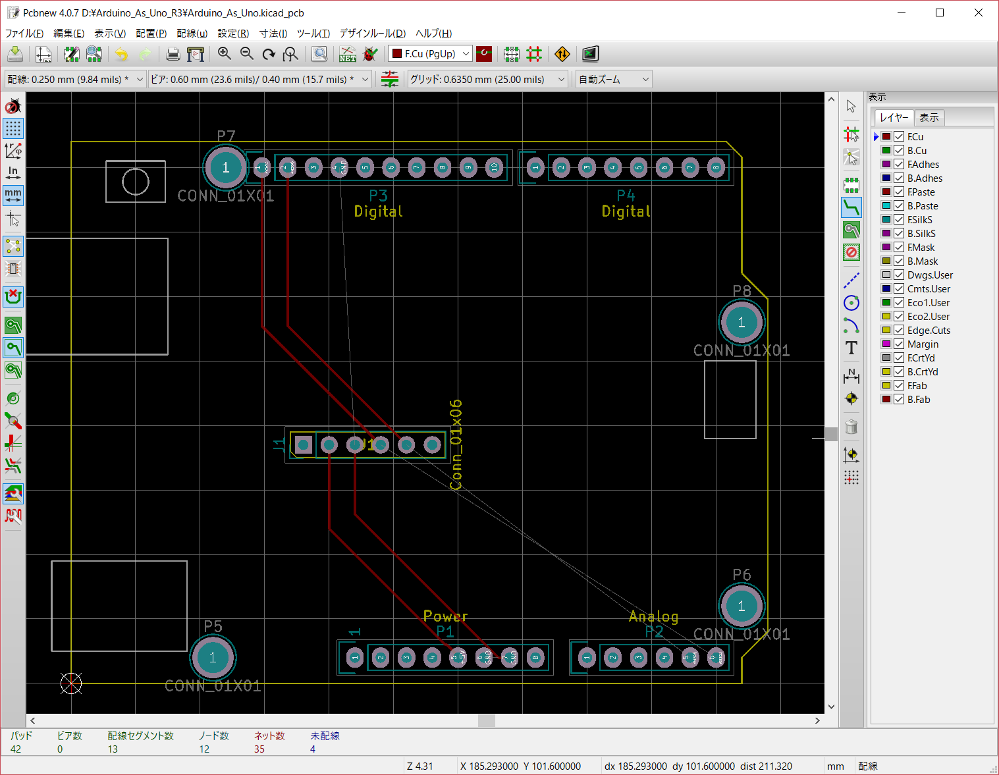 Pcbnew 4.0.7 D:¥Arduino_As_Uno_R3¥Arduino_As_Uno.kicad_pcb
ファイル(F) 編集(E) 表示(V) 配置(P) 配線(u) 設定(R) 寸法(I) ツール(T) デザインルール(D) ヘルプ(H)
NET F.Cu (PgUp)
配線: 0.250 mm (9.84 mils) * ビア: 0.60 mm (23.6 mils)/ 0.40 mm (15.7 mils) * グリッド: 0.6350 mm (25.00 mils) 自動ズーム
表示
レイヤー 表示
F.Cu
B.Cu
F.Adhes
B.Adhes
F.Paste
B.Paste
F.SilkS
B.SilkS
F.Mask
B.Mask
Dwgs.User
Cmts.User
Eco1.User
Eco2.User
Edge.Cuts
Margin
F.CrtYd
B.CrtYd
F.Fab
B.Fab
In
mm
T
N
P7
1
CONN_01X01
1 2 3 4 GND 5 6 7 8 9 10
P3
Digital
1 2 3 4 5 6 7 8
P4
Digital
P8
1
CONN_01X01
J1
J1
Conn_01x06
P5
1
CONN_01X01
Power
P1
1
1 2 3 4 5 +5V 6 GND 7 GND 8
Analog
P2
1 2 3 4 5 6
P6
1
CONN_01X01
パッド ビア数 配線セグメント数 ノード数 ネット数 未配線
42 0 13 12 35 4
Z 4.31 X 185.293000 Y 101.600000 dx 185.293000 dy 101.600000 dist 211.320 mm 配線